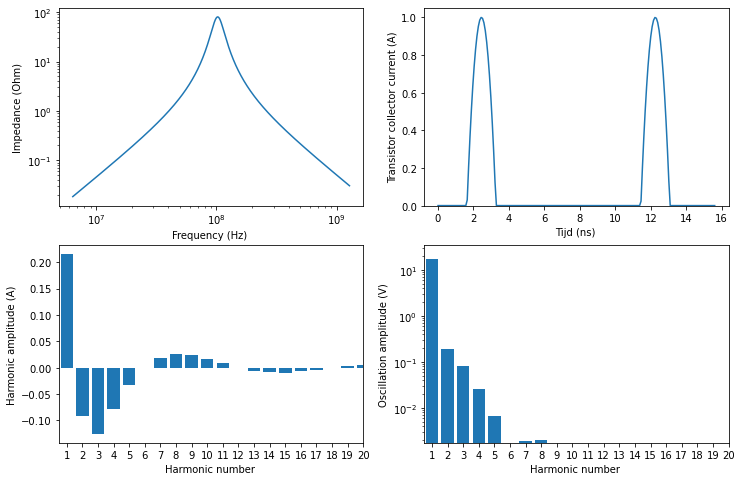 10²
10¹
10⁰
10⁻¹
Impedance (Ohm)
10⁷ 10⁸ 10⁹
Frequency (Hz)
1.0
0.8
0.6
0.4
0.2
0.0
Transistor collector current (A)
0 2 4 6 8 10 12 14 16
Tijd (ns)
0.20
0.15
0.10
0.05
0.00
−0.05
−0.10
Harmonic amplitude (A)
1 2 3 4 5 6 7 8 9 10 11 12 13 14 15 16 17 18 19 20
Harmonic number
10¹
10⁰
10⁻¹
10⁻²
Oscillation amplitude (V)
1 2 3 4 5 6 7 8 9 10 11 12 13 14 15 16 17 18 19 20
Harmonic number